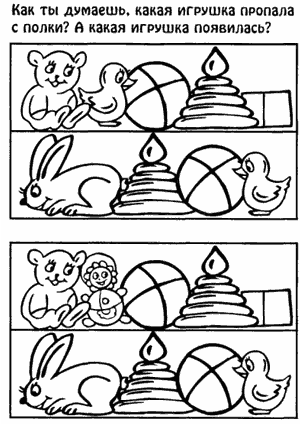 Как ты думаешь, какая игрушка пропала
с полки? А какая игрушка появилась?